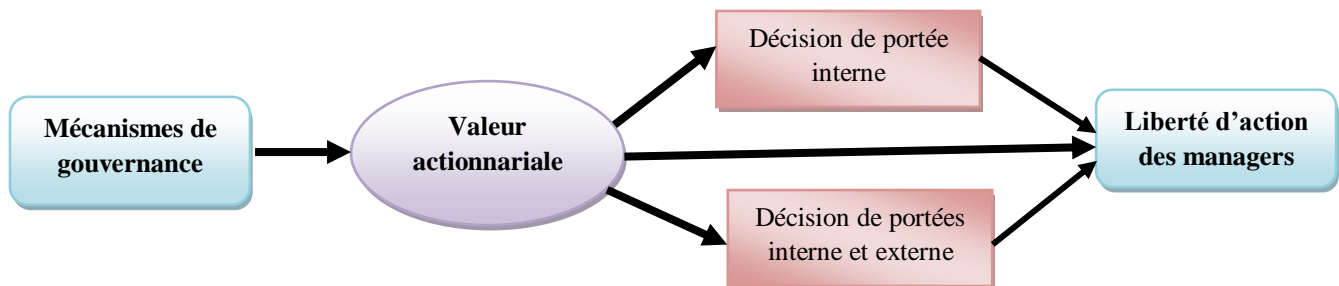 Mécanismes de
gouvernance
Valeur
actionnariale
Décision de portée
interne
Décision de portées
interne et externe
Liberté d’action
des managers